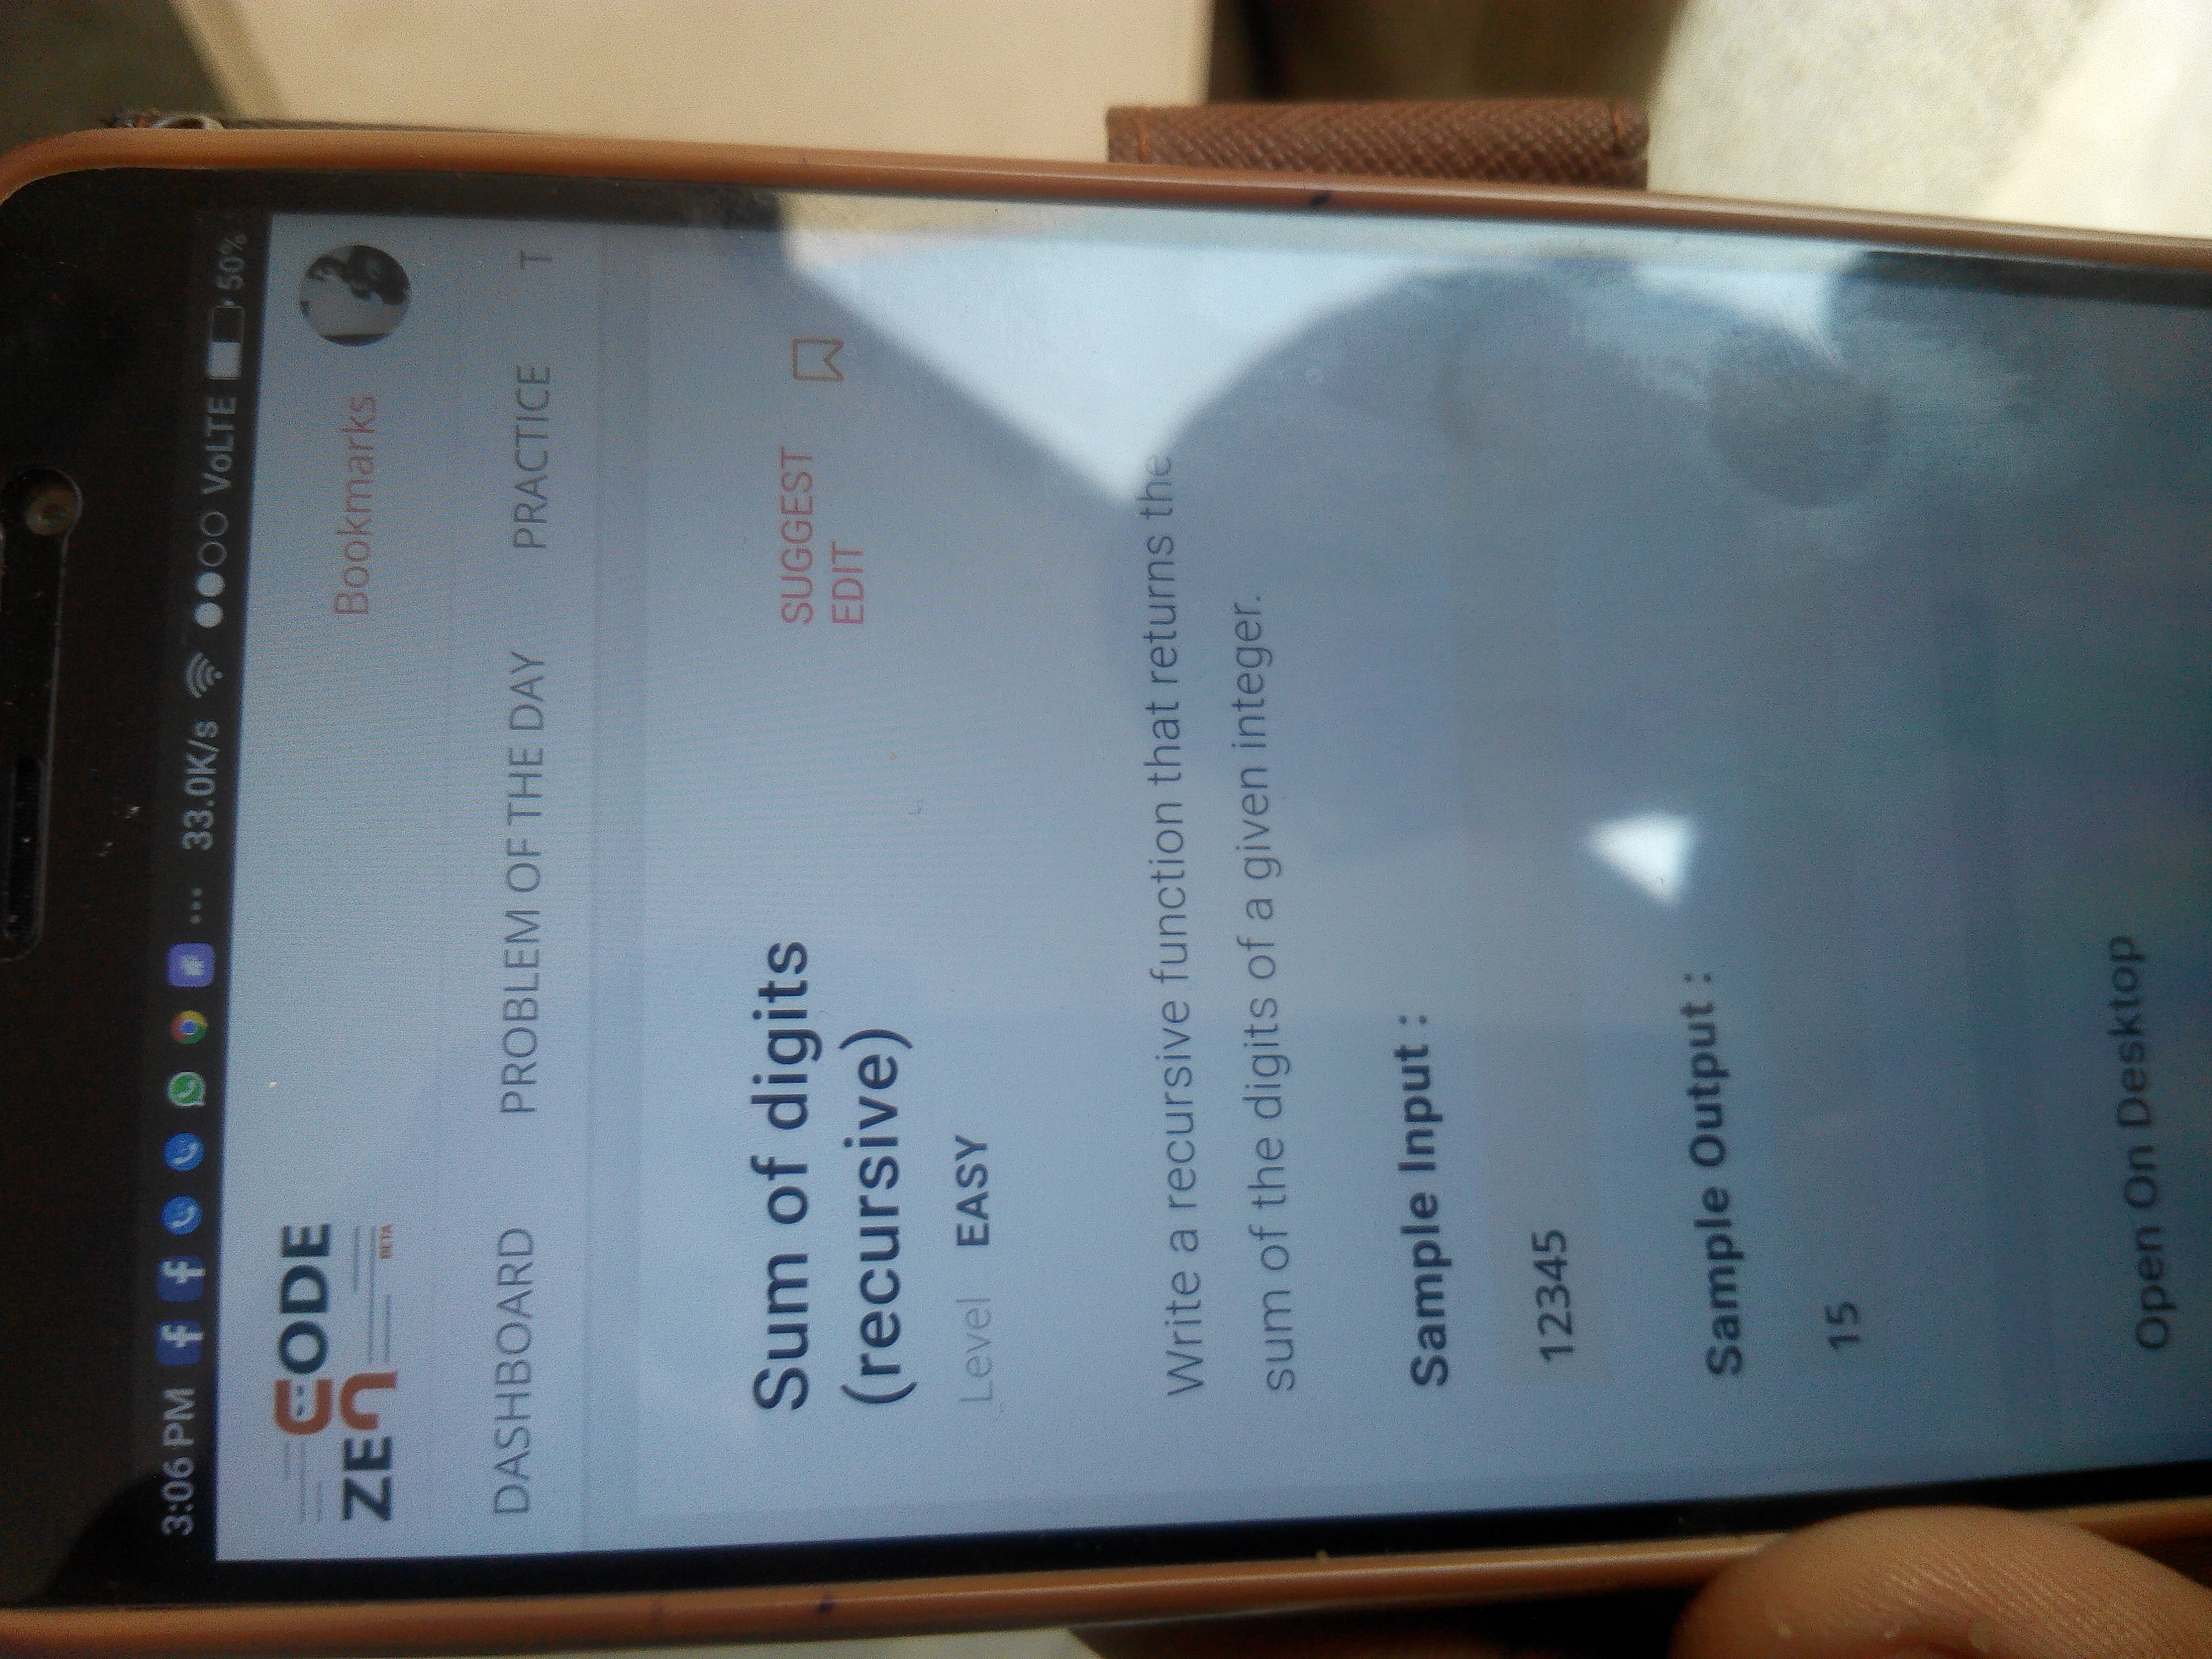 3:06 PM ... 33.0K/s VoLTE 50%
CODE
ZEN BETA
Bookmarks
DASHBOARD PROBLEM OF THE DAY PRACTICE T
Sum of digits
(recursive)
SUGGEST
EDIT
Level EASY
Write a recursive function that returns the
sum of the digits of a given integer.
Sample Input :
12345
Sample Output :
15
Open On Desktop